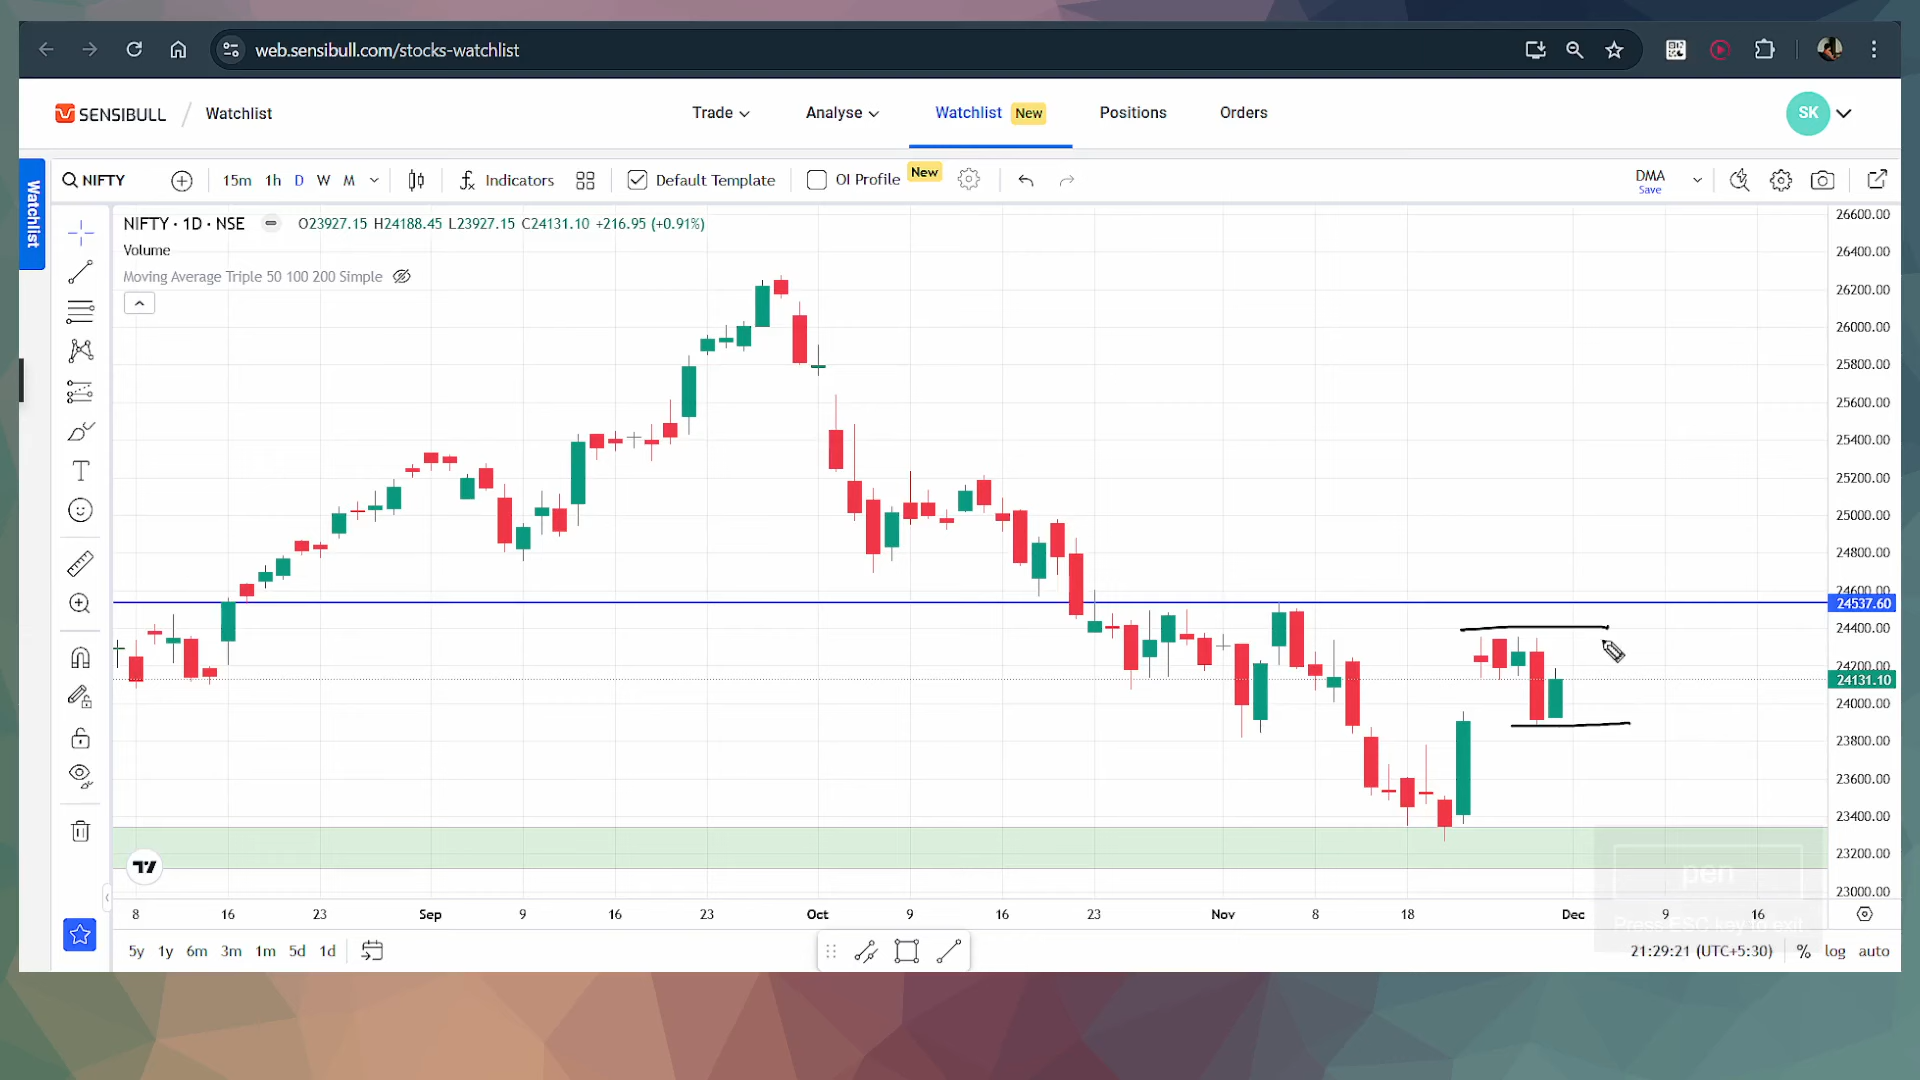 web.sensibull.com/stocks-watchlist
SENSIBULL / Watchlist
Trade
Analyse
Watchlist New
Positions
Orders
SK
Watchlist
NIFTY
15m 1h D W M
Indicators
Default Template
OI Profile New
DMA
Save
NIFTY · 1D · NSE O23927.15 H24188.45 L23927.15 C24131.10 +216.95 (+0.91%)
Volume
Moving Average Triple 50 100 200 Simple
26600.00
26400.00
26200.00
26000.00
25800.00
25600.00
25400.00
25200.00
25000.00
24800.00
24600.00
24537.60
24400.00
24200.00
24131.10
24000.00
23800.00
23600.00
23400.00
23200.00
23000.00
pen
Press ESC key to exit
8 16 23 Sep 9 16 23 Oct 9 16 23 Nov 8 18 Dec 9 16
5y 1y 6m 3m 1m 5d 1d
21:29:21 (UTC+5:30) % log auto